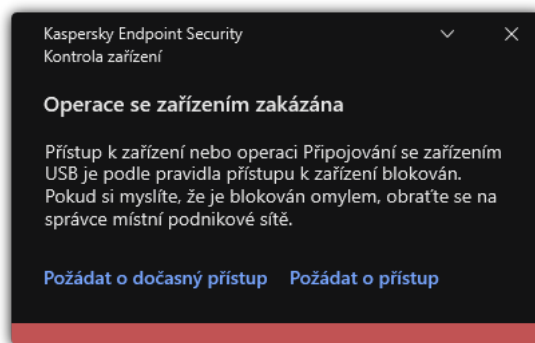 Kaspersky Endpoint Security
Kontrola zařízení
Operace se zařízením zakázána
Přístup k zařízení nebo operaci Připojování se zařízením
USB je podle pravidla přístupu k zařízení blokován.
Pokud si myslíte, že je blokován omylem, obraťte se na
správce místní podnikové sítě.
Požádat o dočasný přístup Požádat o přístup